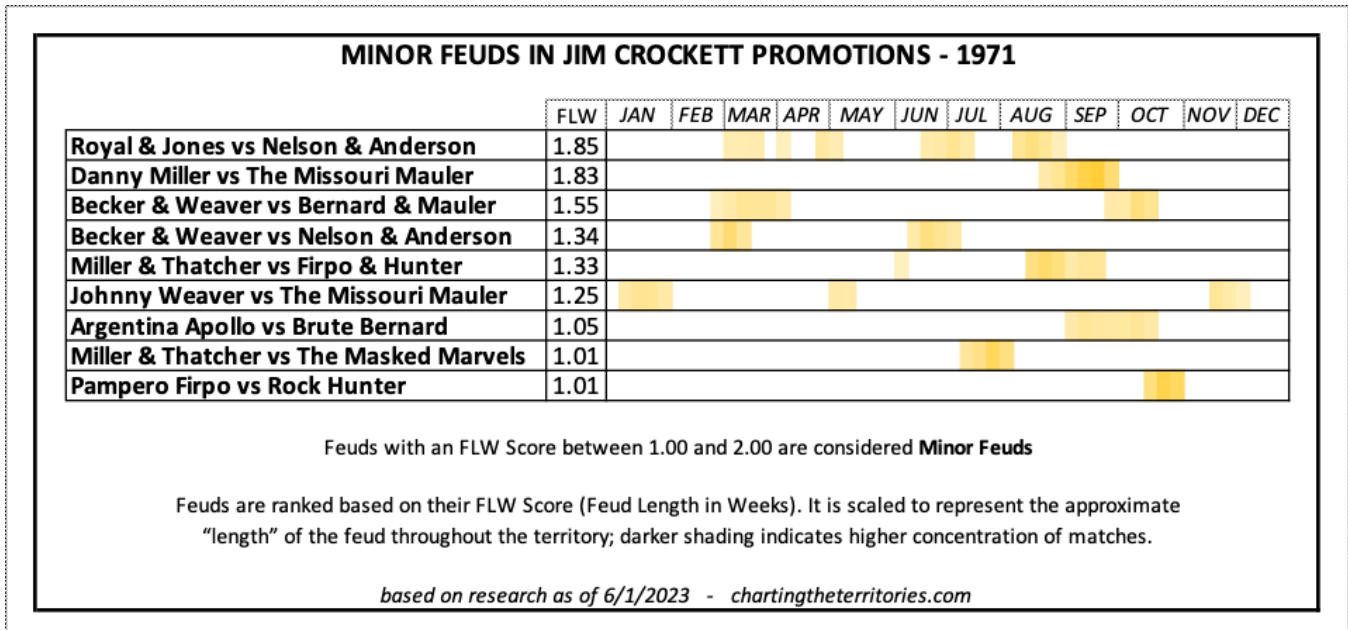 MINOR FEUDS IN JIM CROCKETT PROMOTIONS - 1971
FLW JAN FEB MAR APR MAY JUN JUL AUG SEP OCT NOV DEC
Royal & Jones vs Nelson & Anderson 1.85
Danny Miller vs The Missouri Mauler 1.83
Becker & Weaver vs Bernard & Mauler 1.55
Becker & Weaver vs Nelson & Anderson 1.34
Miller & Thatcher vs Firpo & Hunter 1.33
Johnny Weaver vs The Missouri Mauler 1.25
Argentina Apollo vs Brute Bernard 1.05
Miller & Thatcher vs The Masked Marvels 1.01
Pampero Firpo vs Rock Hunter 1.01
Feuds with an FLW Score between 1.00 and 2.00 are considered Minor Feuds
Feuds are ranked based on their FLW Score (Feud Length in Weeks). It is scaled to represent the approximate
“length” of the feud throughout the territory; darker shading indicates higher concentration of matches.
based on research as of 6/1/2023 - chartingtheterritories.com